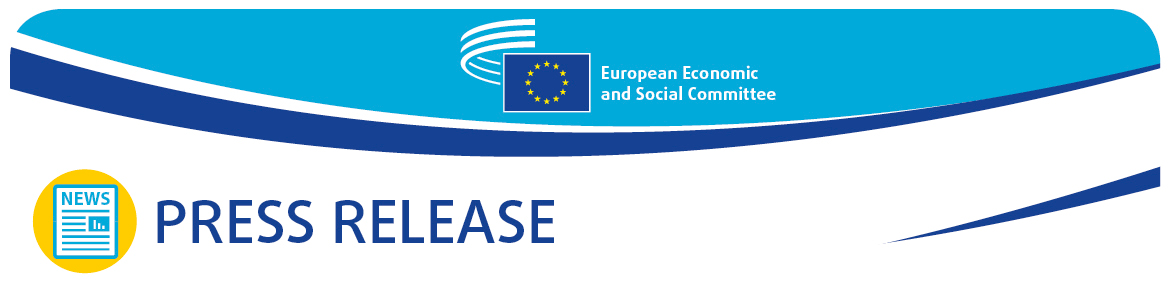 European Economic
and Social Committee
NEWS
PRESS RELEASE